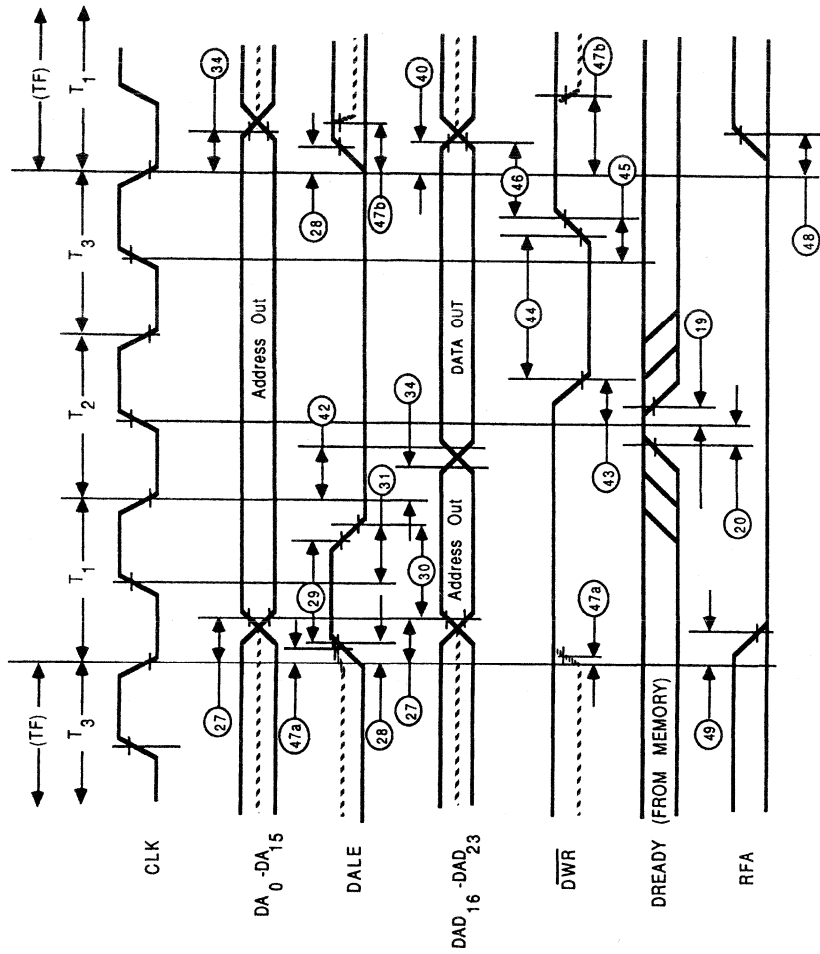 (TF) (TF)
T3 T1 T2 T3 T1
CLK
27 34
DA0-DA15 Address Out
47a 29 42 28
DALE
28 31 47b
27 30 34 40
DAD16-DAD23 Address Out DATA OUT
44 46
DWR
47a 43 45 47b
DREADY (FROM MEMORY)
49 20 19
RFA
48